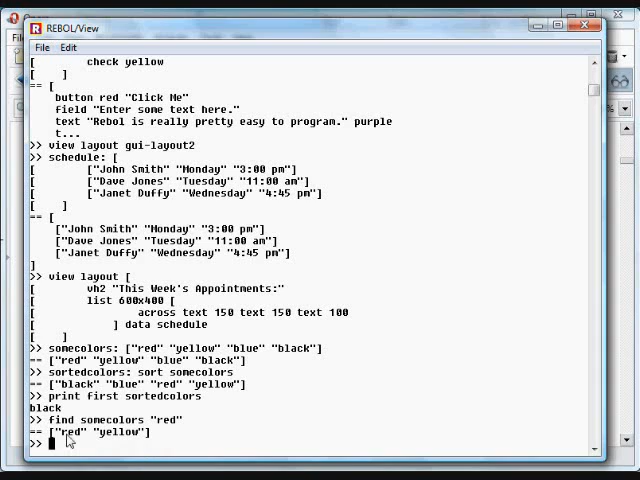 REBOL/View
File Edit
[ check yellow
[ ]
== [
button red "Click Me"
field "Enter some text here."
text "Rebol is really pretty easy to program." purple
t...
>> view layout gui-layout2
>> schedule: [
[ ["John Smith" "Monday" "3:00 pm"]
[ ["Dave Jones" "Tuesday" "11:00 am"]
[ ["Janet Duffy" "Wednesday" "4:45 pm"]
[ ]
== [
["John Smith" "Monday" "3:00 pm"]
["Dave Jones" "Tuesday" "11:00 am"]
["Janet Duffy" "Wednesday" "4:45 pm"]
]
>> view layout [
[ vh2 "This Week's Appointments:"
[ list 600x400 [
[ across text 150 text 150 text 100
[ ] data schedule
[ ]
>> somecolors: ["red" "yellow" "blue" "black"]
== ["red" "yellow" "blue" "black"]
>> sortedcolors: sort somecolors
== ["black" "blue" "red" "yellow"]
>> print first sortedcolors
black
>> find somecolors "red"
== ["red" "yellow"]
>>